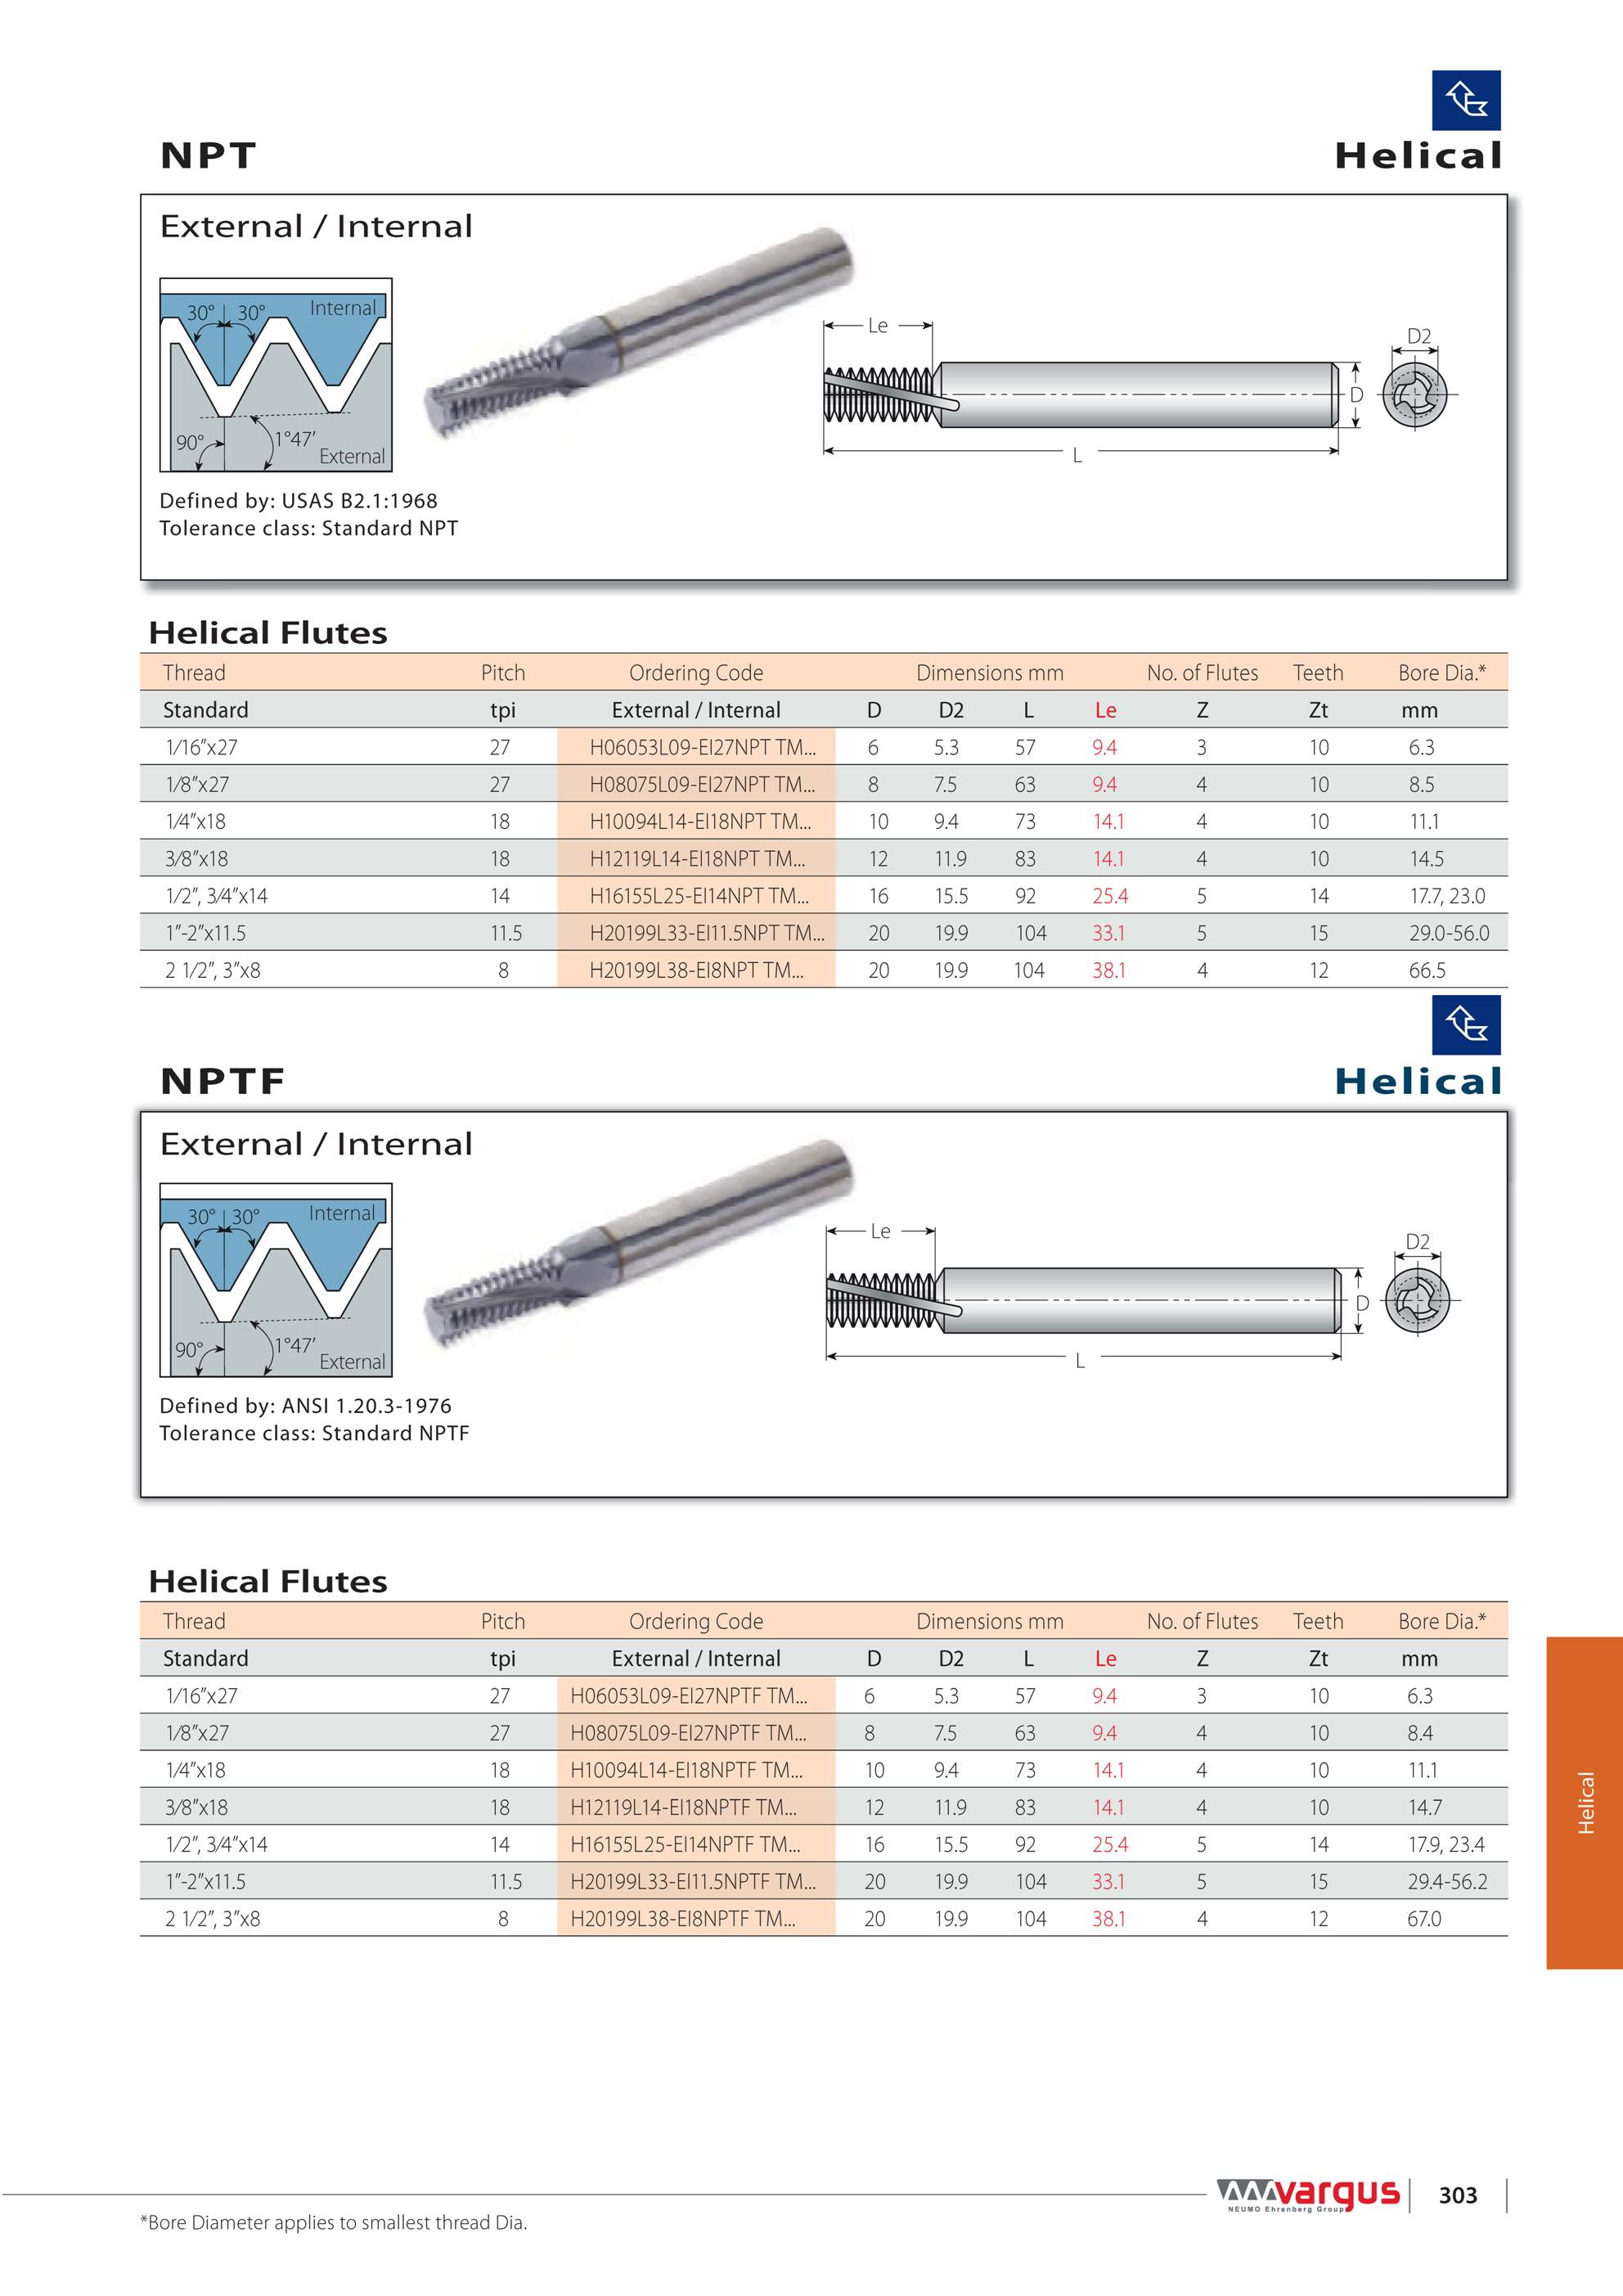 NPT
Helical
External / Internal
30° 30° Internal
90° 1°47′ External
Le
D2
D
L
Defined by: USAS B2.1:1968
Tolerance class: Standard NPT
Helical Flutes
Thread Pitch Ordering Code Dimensions mm No. of Flutes Teeth Bore Dia.*
Standard tpi External / Internal D D2 L Le Z Zt mm
1/16”x27 27 H06053L09-EI27NPT TM... 6 5.3 57 9.4 3 10 6.3
1/8”x27 27 H08075L09-EI27NPT TM... 8 7.5 63 9.4 4 10 8.5
1/4”x18 18 H10094L14-EI18NPT TM... 10 9.4 73 14.1 4 10 11.1
3/8”x18 18 H12119L14-EI18NPT TM... 12 11.9 83 14.1 4 10 14.5
1/2”, 3/4”x14 14 H16155L25-EI14NPT TM... 16 15.5 92 25.4 5 14 17.7, 23.0
1”-2”x11.5 11.5 H20199L33-EI11.5NPT TM... 20 19.9 104 33.1 5 15 29.0-56.0
2 1/2”, 3”x8 8 H20199L38-EI8NPT TM... 20 19.9 104 38.1 4 12 66.5
NPTF
Helical
External / Internal
30° 30° Internal
90° 1°47′ External
Le
D2
D
L
Defined by: ANSI 1.20.3-1976
Tolerance class: Standard NPTF
Helical Flutes
Thread Pitch Ordering Code Dimensions mm No. of Flutes Teeth Bore Dia.*
Standard tpi External / Internal D D2 L Le Z Zt mm
1/16”x27 27 H06053L09-EI27NPTF TM... 6 5.3 57 9.4 3 10 6.3
1/8”x27 27 H08075L09-EI27NPTF TM... 8 7.5 63 9.4 4 10 8.4
1/4”x18 18 H10094L14-EI18NPTF TM... 10 9.4 73 14.1 4 10 11.1
3/8”x18 18 H12119L14-EI18NPTF TM... 12 11.9 83 14.1 4 10 14.7
1/2”, 3/4”x14 14 H16155L25-EI14NPTF TM... 16 15.5 92 25.4 5 14 17.9, 23.4
1”-2”x11.5 11.5 H20199L33-EI11.5NPTF TM... 20 19.9 104 33.1 5 15 29.4-56.2
2 1/2”, 3”x8 8 H20199L38-EI8NPTF TM... 20 19.9 104 38.1 4 12 67.0
Helical
vargus
NEUMO Ehrenberg Group
303
*Bore Diameter applies to smallest thread Dia.